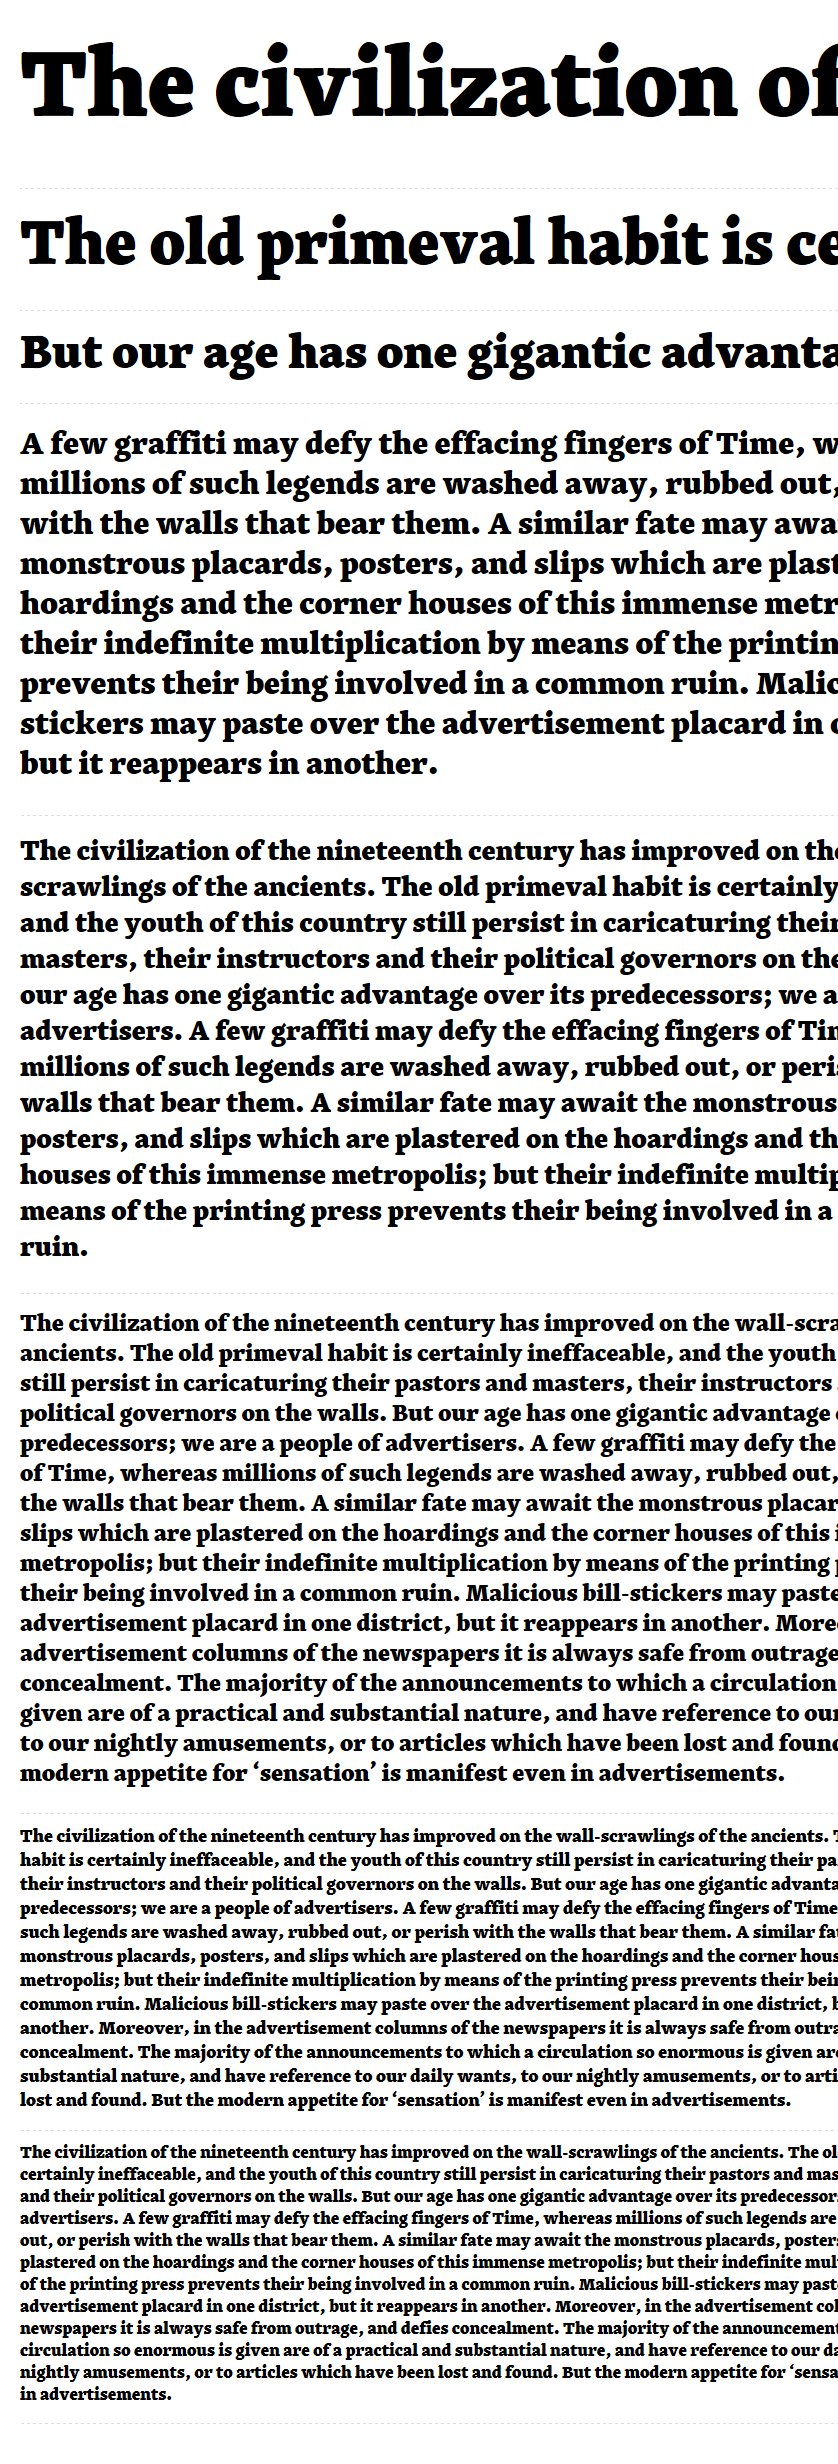 The civilization of
The old primeval habit is ce
But our age has one gigantic advanta
A few graffiti may defy the effacing fingers of Time, w
millions of such legends are washed away, rubbed out,
with the walls that bear them. A similar fate may awa
monstrous placards, posters, and slips which are plast
hoardings and the corner houses of this immense metr
their indefinite multiplication by means of the printin
prevents their being involved in a common ruin. Malic
stickers may paste over the advertisement placard in o
but it reappears in another.
The civilization of the nineteenth century has improved on the
scrawlings of the ancients. The old primeval habit is certainly
and the youth of this country still persist in caricaturing their
masters, their instructors and their political governors on the
our age has one gigantic advantage over its predecessors; we a
advertisers. A few graffiti may defy the effacing fingers of Tim
millions of such legends are washed away, rubbed out, or peris
walls that bear them. A similar fate may await the monstrous
posters, and slips which are plastered on the hoardings and th
houses of this immense metropolis; but their indefinite multip
means of the printing press prevents their being involved in a
ruin.
The civilization of the nineteenth century has improved on the wall-scra
ancients. The old primeval habit is certainly ineffaceable, and the youth
still persist in caricaturing their pastors and masters, their instructors
political governors on the walls. But our age has one gigantic advantage o
predecessors; we are a people of advertisers. A few graffiti may defy the
of Time, whereas millions of such legends are washed away, rubbed out,
the walls that bear them. A similar fate may await the monstrous placar
slips which are plastered on the hoardings and the corner houses of this i
metropolis; but their indefinite multiplication by means of the printing p
their being involved in a common ruin. Malicious bill-stickers may paste
advertisement placard in one district, but it reappears in another. Moreo
advertisement columns of the newspapers it is always safe from outrage
concealment. The majority of the announcements to which a circulation
given are of a practical and substantial nature, and have reference to our
to our nightly amusements, or to articles which have been lost and found
modern appetite for ‘sensation’ is manifest even in advertisements.
The civilization of the nineteenth century has improved on the wall-scrawlings of the ancients. T
habit is certainly ineffaceable, and the youth of this country still persist in caricaturing their pa
their instructors and their political governors on the walls. But our age has one gigantic advanta
predecessors; we are a people of advertisers. A few graffiti may defy the effacing fingers of Time
such legends are washed away, rubbed out, or perish with the walls that bear them. A similar fat
monstrous placards, posters, and slips which are plastered on the hoardings and the corner hous
metropolis; but their indefinite multiplication by means of the printing press prevents their bein
common ruin. Malicious bill-stickers may paste over the advertisement placard in one district, b
another. Moreover, in the advertisement columns of the newspapers it is always safe from outra
concealment. The majority of the announcements to which a circulation so enormous is given are
substantial nature, and have reference to our daily wants, to our nightly amusements, or to arti
lost and found. But the modern appetite for ‘sensation’ is manifest even in advertisements.
The civilization of the nineteenth century has improved on the wall-scrawlings of the ancients. The ol
certainly ineffaceable, and the youth of this country still persist in caricaturing their pastors and mas
and their political governors on the walls. But our age has one gigantic advantage over its predecessor
advertisers. A few graffiti may defy the effacing fingers of Time, whereas millions of such legends are
out, or perish with the walls that bear them. A similar fate may await the monstrous placards, posters
plastered on the hoardings and the corner houses of this immense metropolis; but their indefinite mul
of the printing press prevents their being involved in a common ruin. Malicious bill-stickers may past
advertisement placard in one district, but it reappears in another. Moreover, in the advertisement col
newspapers it is always safe from outrage, and defies concealment. The majority of the announcement
circulation so enormous is given are of a practical and substantial nature, and have reference to our da
nightly amusements, or to articles which have been lost and found. But the modern appetite for ‘sensa
in advertisements.